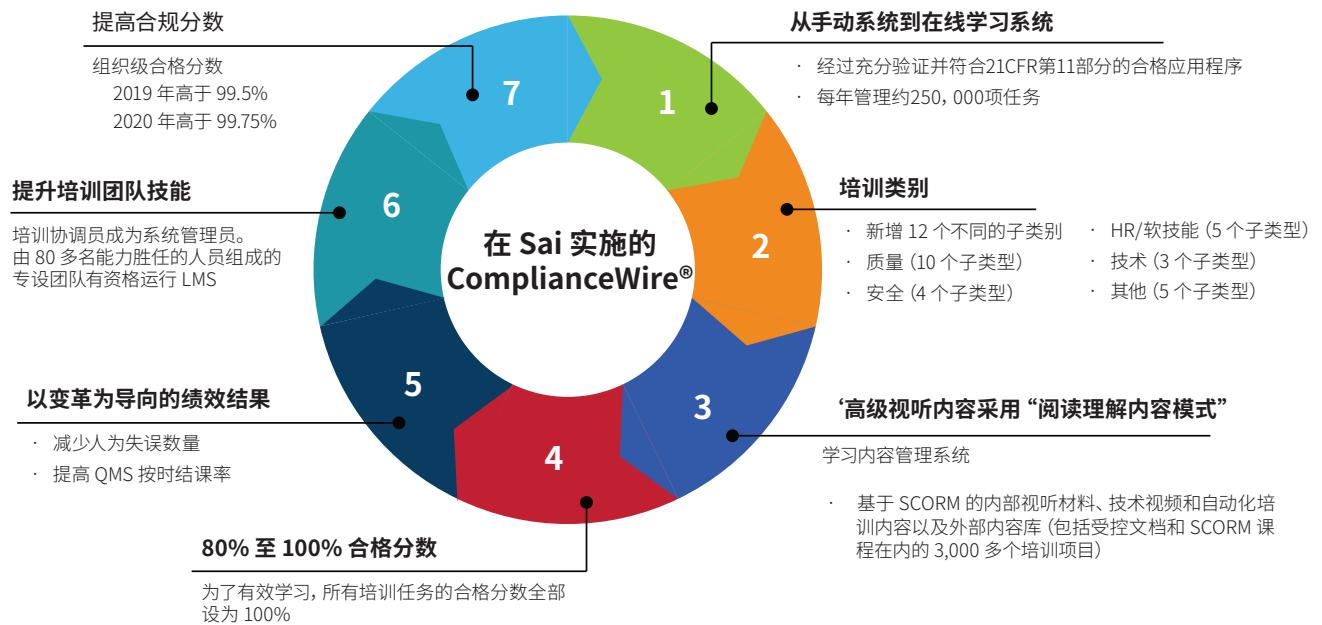 在 Sai 实施的
ComplianceWire®
1
从手动系统到在线学习系统
· 经过充分验证并符合21CFR第11部分的合格应用程序
· 每年管理约250，000项任务
2
培训类别
· 新增 12 个不同的子类别
· 质量（10 个子类型）
· 安全（4 个子类型）
· HR/软技能（5 个子类型）
· 技术（3 个子类型）
· 其他（5 个子类型）
3
‘高级视听内容采用 “阅读理解内容模式”
学习内容管理系统
· 基于 SCORM 的内部视听材料、技术视频和自动化培
训内容以及外部内容库（包括受控文档和 SCORM 课
程在内的 3,000 多个培训项目）
4
80% 至 100% 合格分数
为了有效学习，所有培训任务的合格分数全部
设为 100%
5
以变革为导向的绩效结果
· 减少人为失误数量
· 提高 QMS 按时结课率
6
提升培训团队技能
培训协调员成为系统管理员。
由 80 多名能力胜任的人员组成的
专设团队有资格运行 LMS
7
提高合规分数
组织级合格分数
2019 年高于 99.5%
2020 年高于 99.75%